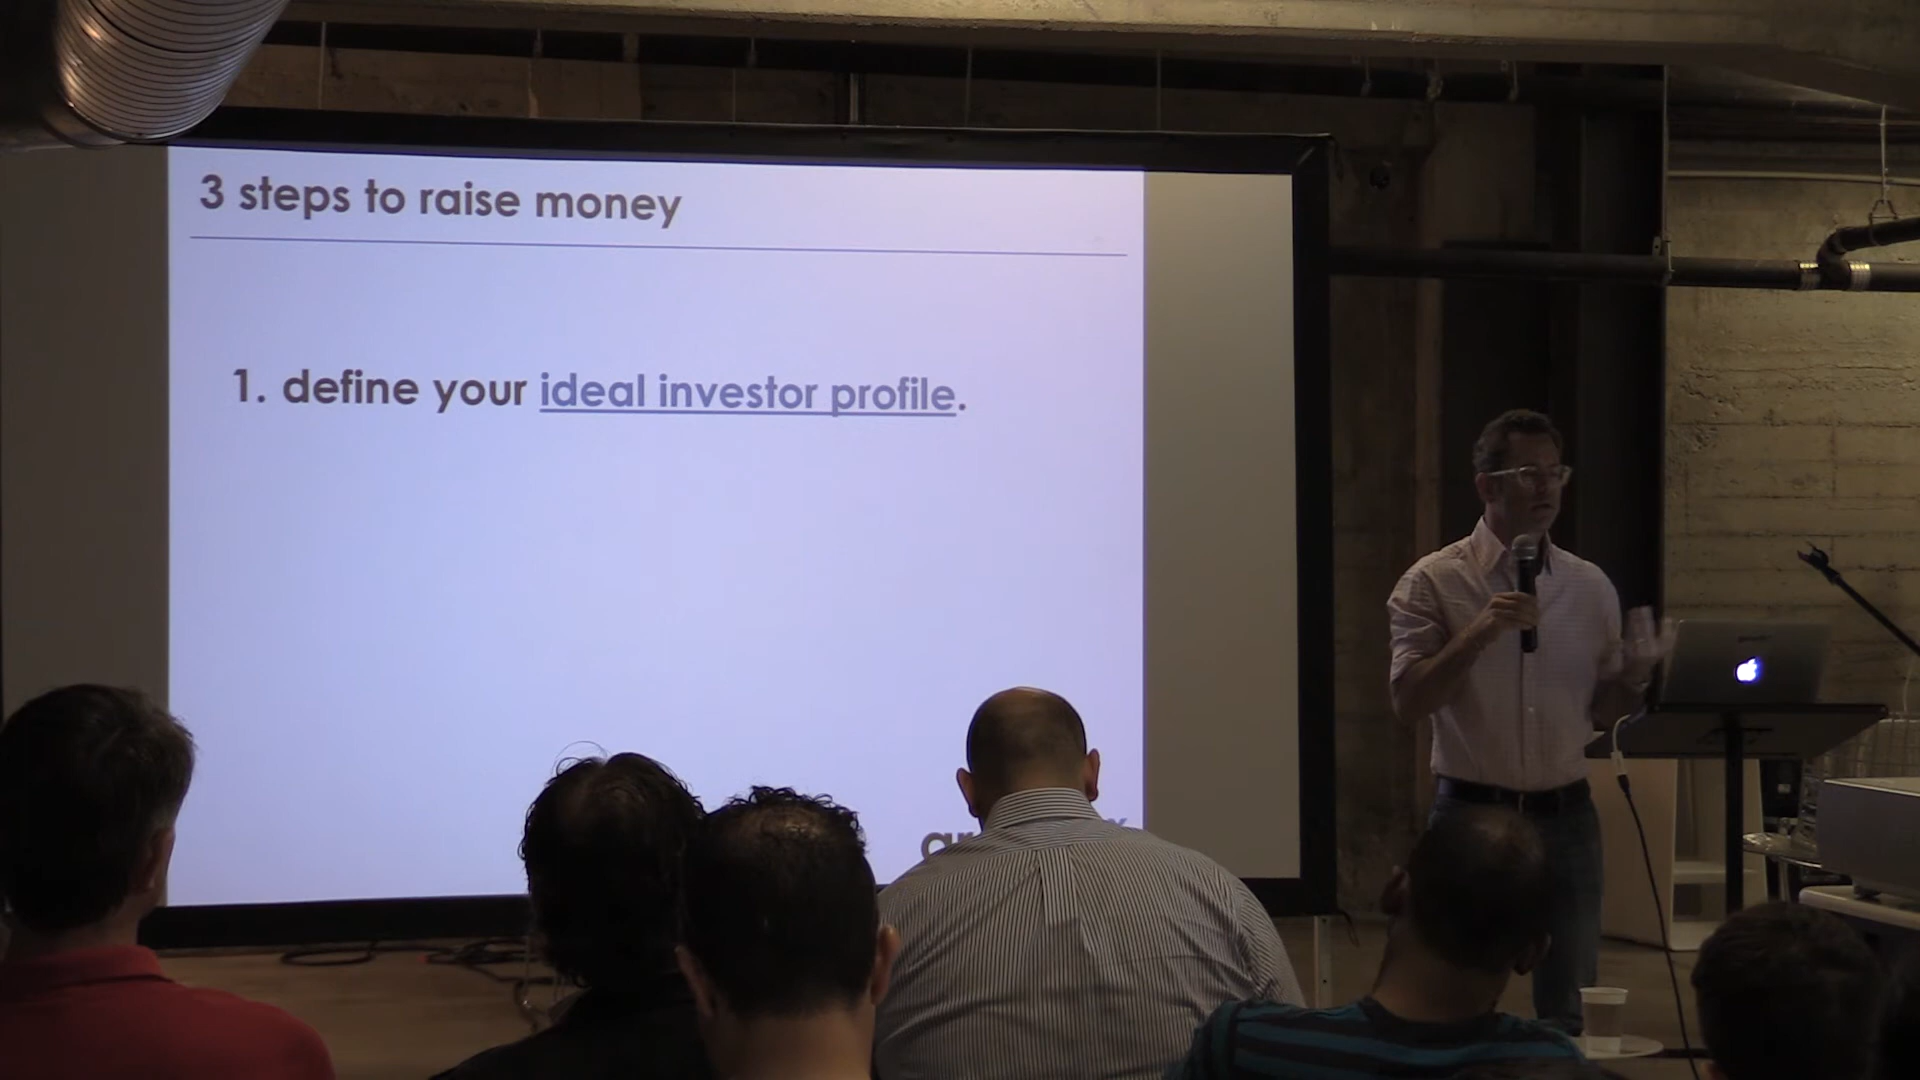 3 steps to raise money
1. define your ideal investor profile.